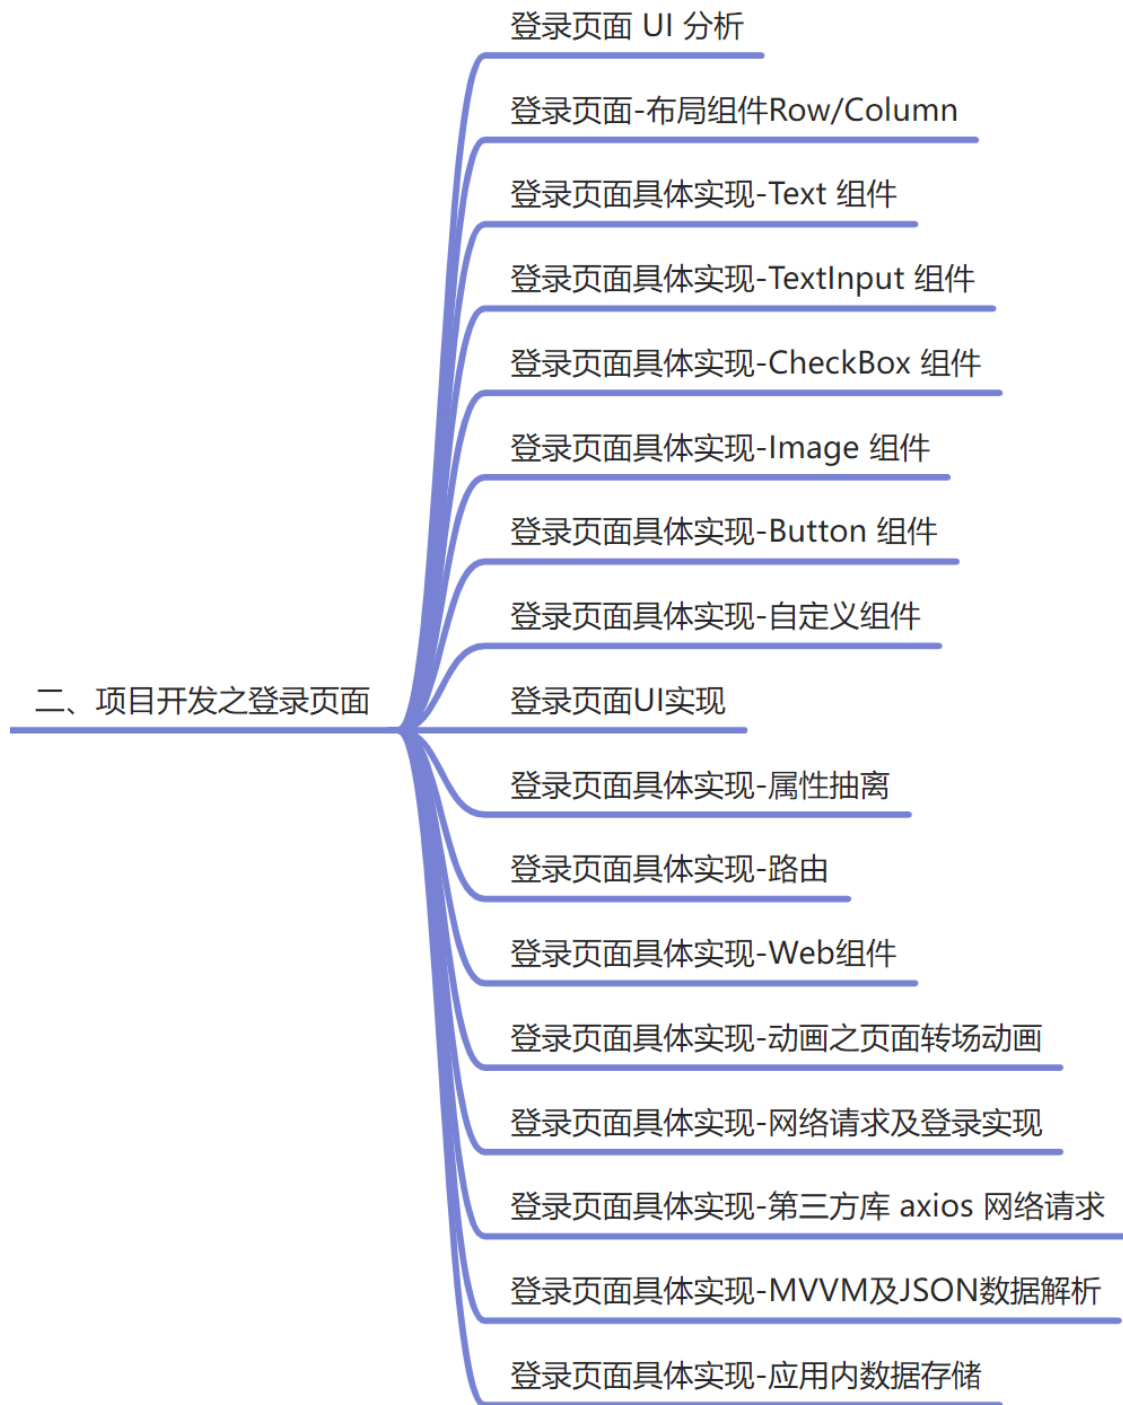 登录页面 UI 分析
登录页面-布局组件Row/Column
登录页面具体实现-Text 组件
登录页面具体实现-TextInput 组件
登录页面具体实现-CheckBox 组件
登录页面具体实现-Image 组件
登录页面具体实现-Button 组件
登录页面具体实现-自定义组件
二、项目开发之登录页面
登录页面UI实现
登录页面具体实现-属性抽离
登录页面具体实现-路由
登录页面具体实现-Web组件
登录页面具体实现-动画之页面转场动画
登录页面具体实现-网络请求及登录实现
登录页面具体实现-第三方库 axios 网络请求
登录页面具体实现-MVVM及JSON数据解析
登录页面具体实现-应用内数据存储